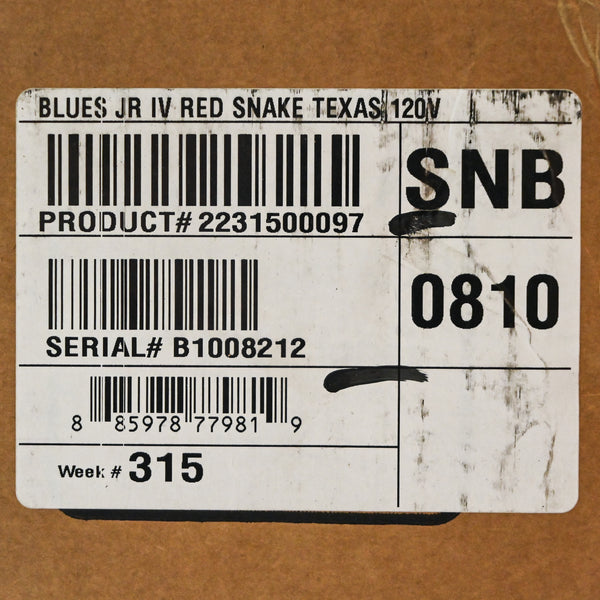 BLUES JR IV RED SNAKE TEXAS 120V
SNB
PRODUCT# 2231500097
0810
SERIAL# B1008212
8 85978 77981 9
Week # 315